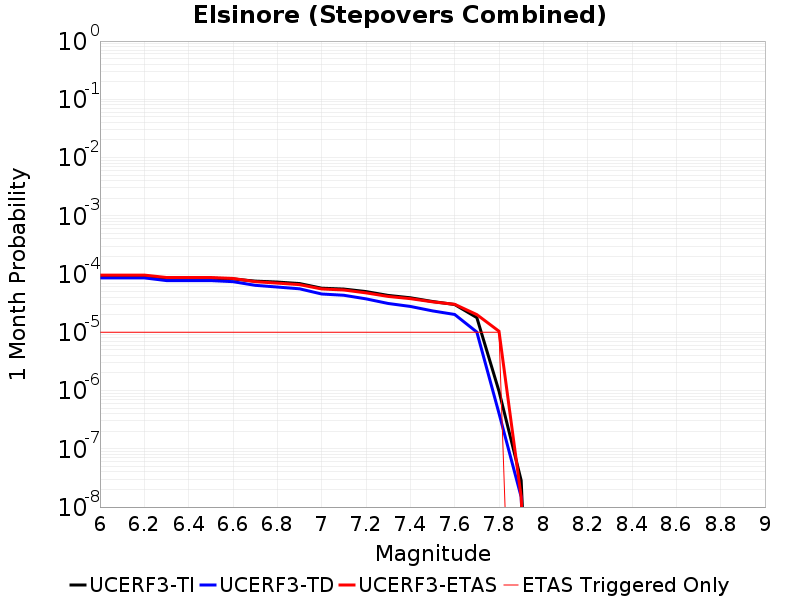 Elsinore (Stepovers Combined)
1 Month Probability
10^0
10^-1
10^-2
10^-3
10^-4
10^-5
10^-6
10^-7
10^-8
6 6.2 6.4 6.6 6.8 7 7.2 7.4 7.6 7.8 8 8.2 8.4 8.6 8.8 9
Magnitude
UCERF3-TI UCERF3-TD UCERF3-ETAS ETAS Triggered Only